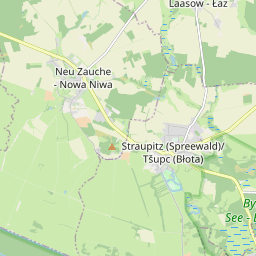 Laasow - Łaz
Neu Zauche
- Nowa Niwa
Straupitz (Spreewald)/
Tšupc (Błota)
By
See -